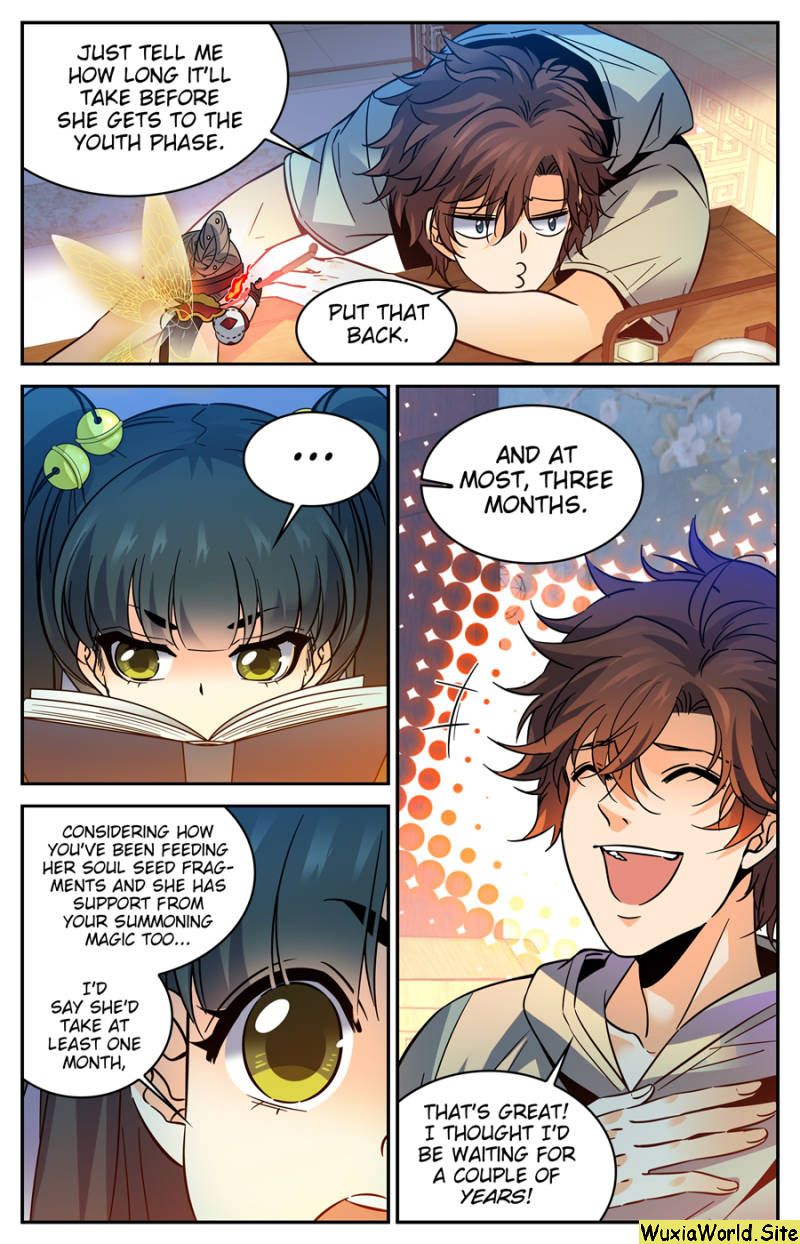 JUST TELL ME
HOW LONG IT'LL
TAKE BEFORE
SHE GETS TO THE
YOUTH PHASE.
PUT THAT
BACK.
...
CONSIDERING HOW
YOU'VE BEEN FEEDING
HER SOUL SEED FRAG-
MENTS AND SHE HAS
SUPPORT FROM
YOUR SUMMONING
MAGIC TOO...
I'D
SAY SHE'D
TAKE AT
LEAST ONE
MONTH,
AND AT
MOST, THREE
MONTHS.
THAT'S GREAT!
I THOUGHT I'D
BE WAITING FOR
A COUPLE OF
YEARS!
WuxiaWorld.Site